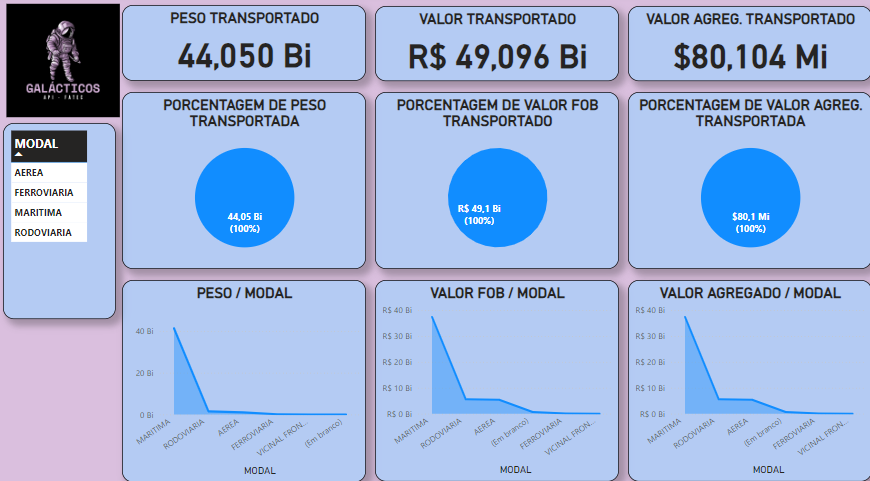 GALÁCTICOS
API - FATEC
MODAL
AEREA
FERROVIARIA
MARITIMA
RODOVIARIA
PESO TRANSPORTADO
44,050 Bi
VALOR TRANSPORTADO
R$ 49,096 Bi
VALOR AGREG. TRANSPORTADO
$80,104 Mi
PORCENTAGEM DE PESO
TRANSPORTADA
44,05 Bi
(100%)
PORCENTAGEM DE VALOR FOB
TRANSPORTADO
R$ 49,1 Bi
(100%)
PORCENTAGEM DE VALOR AGREG.
TRANSPORTADA
$80,1 Mi
(100%)
PESO / MODAL
40 Bi
20 Bi
0 Bi
MARITIMA
RODOVIARIA
AEREA
FERROVIARIA
VICINAL FRON...
(Em branco)
MODAL
VALOR FOB / MODAL
R$ 40 Bi
R$ 30 Bi
R$ 20 Bi
R$ 10 Bi
R$ 0 Bi
MARITIMA
RODOVIARIA
AEREA
(Em branco)
FERROVIARIA
VICINAL FRON...
MODAL
VALOR AGREGADO / MODAL
R$ 40 Bi
R$ 30 Bi
R$ 20 Bi
R$ 10 Bi
R$ 0 Bi
MARITIMA
RODOVIARIA
AEREA
(Em branco)
FERROVIARIA
VICINAL FRON...
MODAL